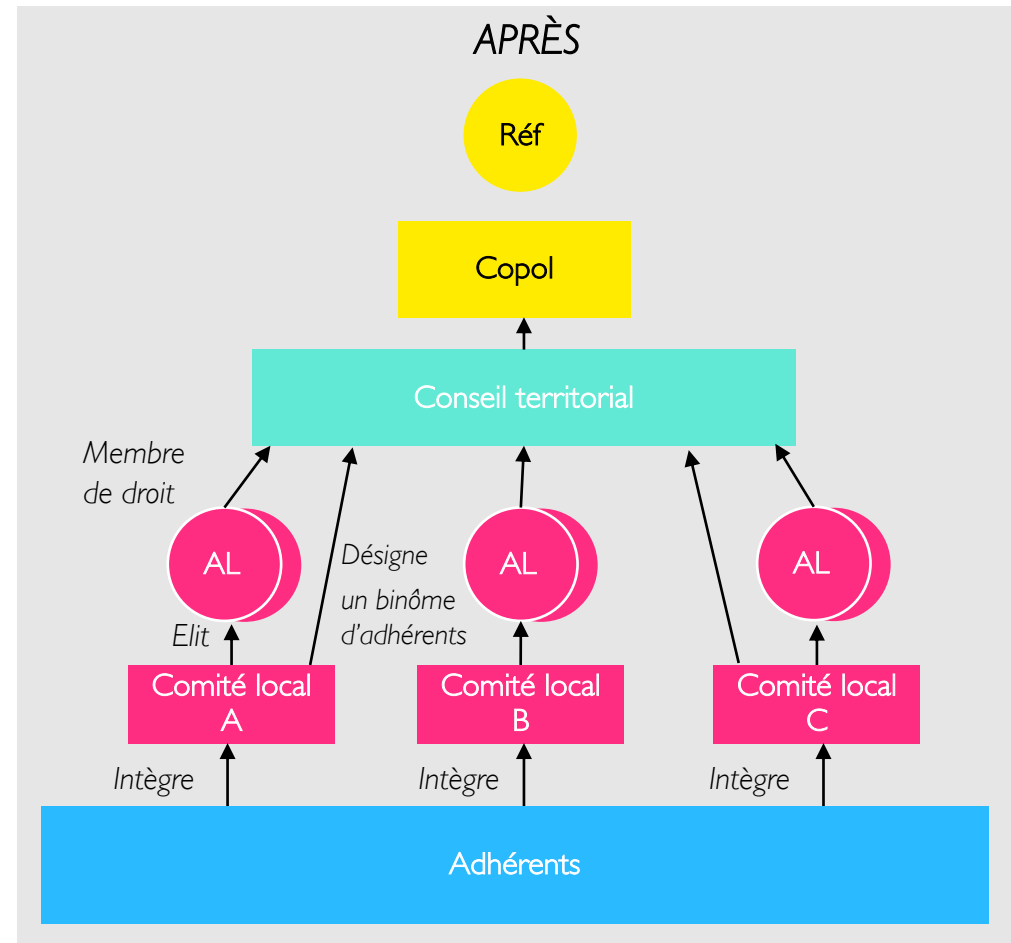 APRÈS
Réf
Copol
Conseil territorial
Membre
de droit
AL
AL
AL
Désigne
un binôme
d'adhérents
Elit
Comité local
A
Comité local
B
Comité local
C
Intègre
Intègre
Intègre
Adhérents